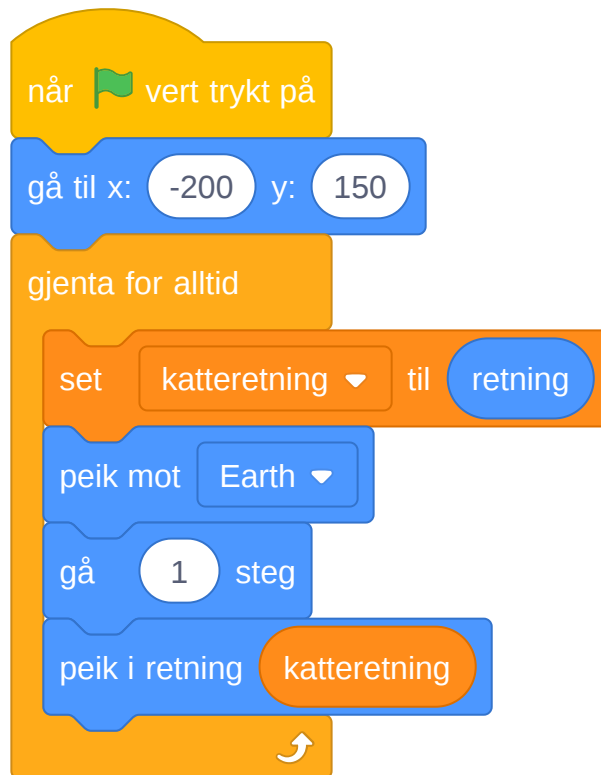 når vert trykt på
gå til x: -200 y: 150
gjenta for alltid
set katteretning til retning
peik mot Earth
gå 1 steg
peik i retning katteretning